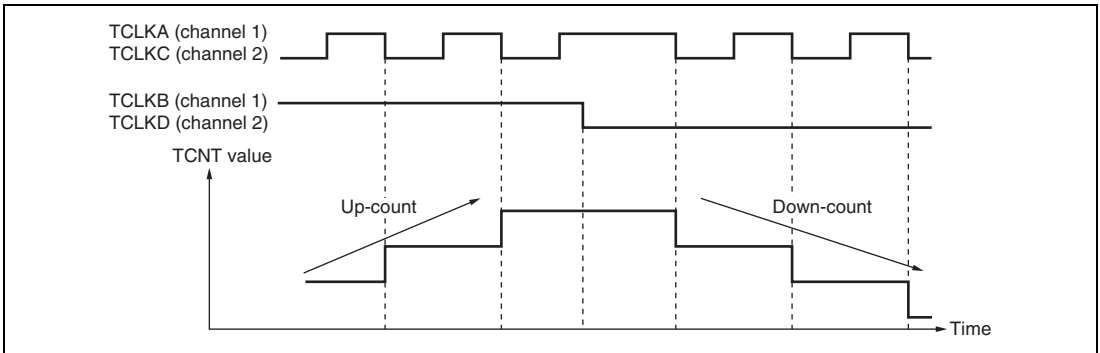 TCLKA (channel 1)
TCLKC (channel 2)
TCLKB (channel 1)
TCLKD (channel 2)
TCNT value
Up-count
Down-count
Time